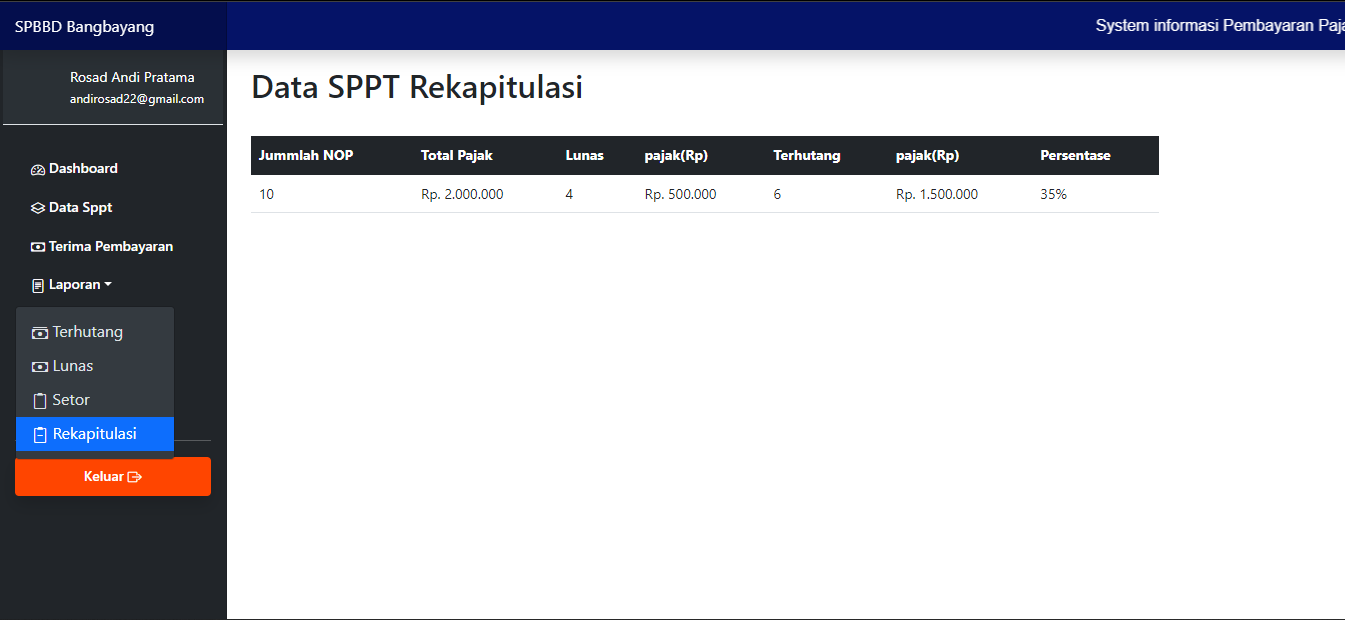 SPBBD Bangbayang
System informasi Pembayaran Paja
Rosad Andi Pratama
andirosad22@gmail.com
Dashboard
Data Sppt
Terima Pembayaran
Laporan
Terhutang
Lunas
Setor
Rekapitulasi
Keluar
Data SPPT Rekapitulasi
Jummlah NOP Total Pajak Lunas pajak(Rp) Terhutang pajak(Rp) Persentase
10 Rp. 2.000.000 4 Rp. 500.000 6 Rp. 1.500.000 35%